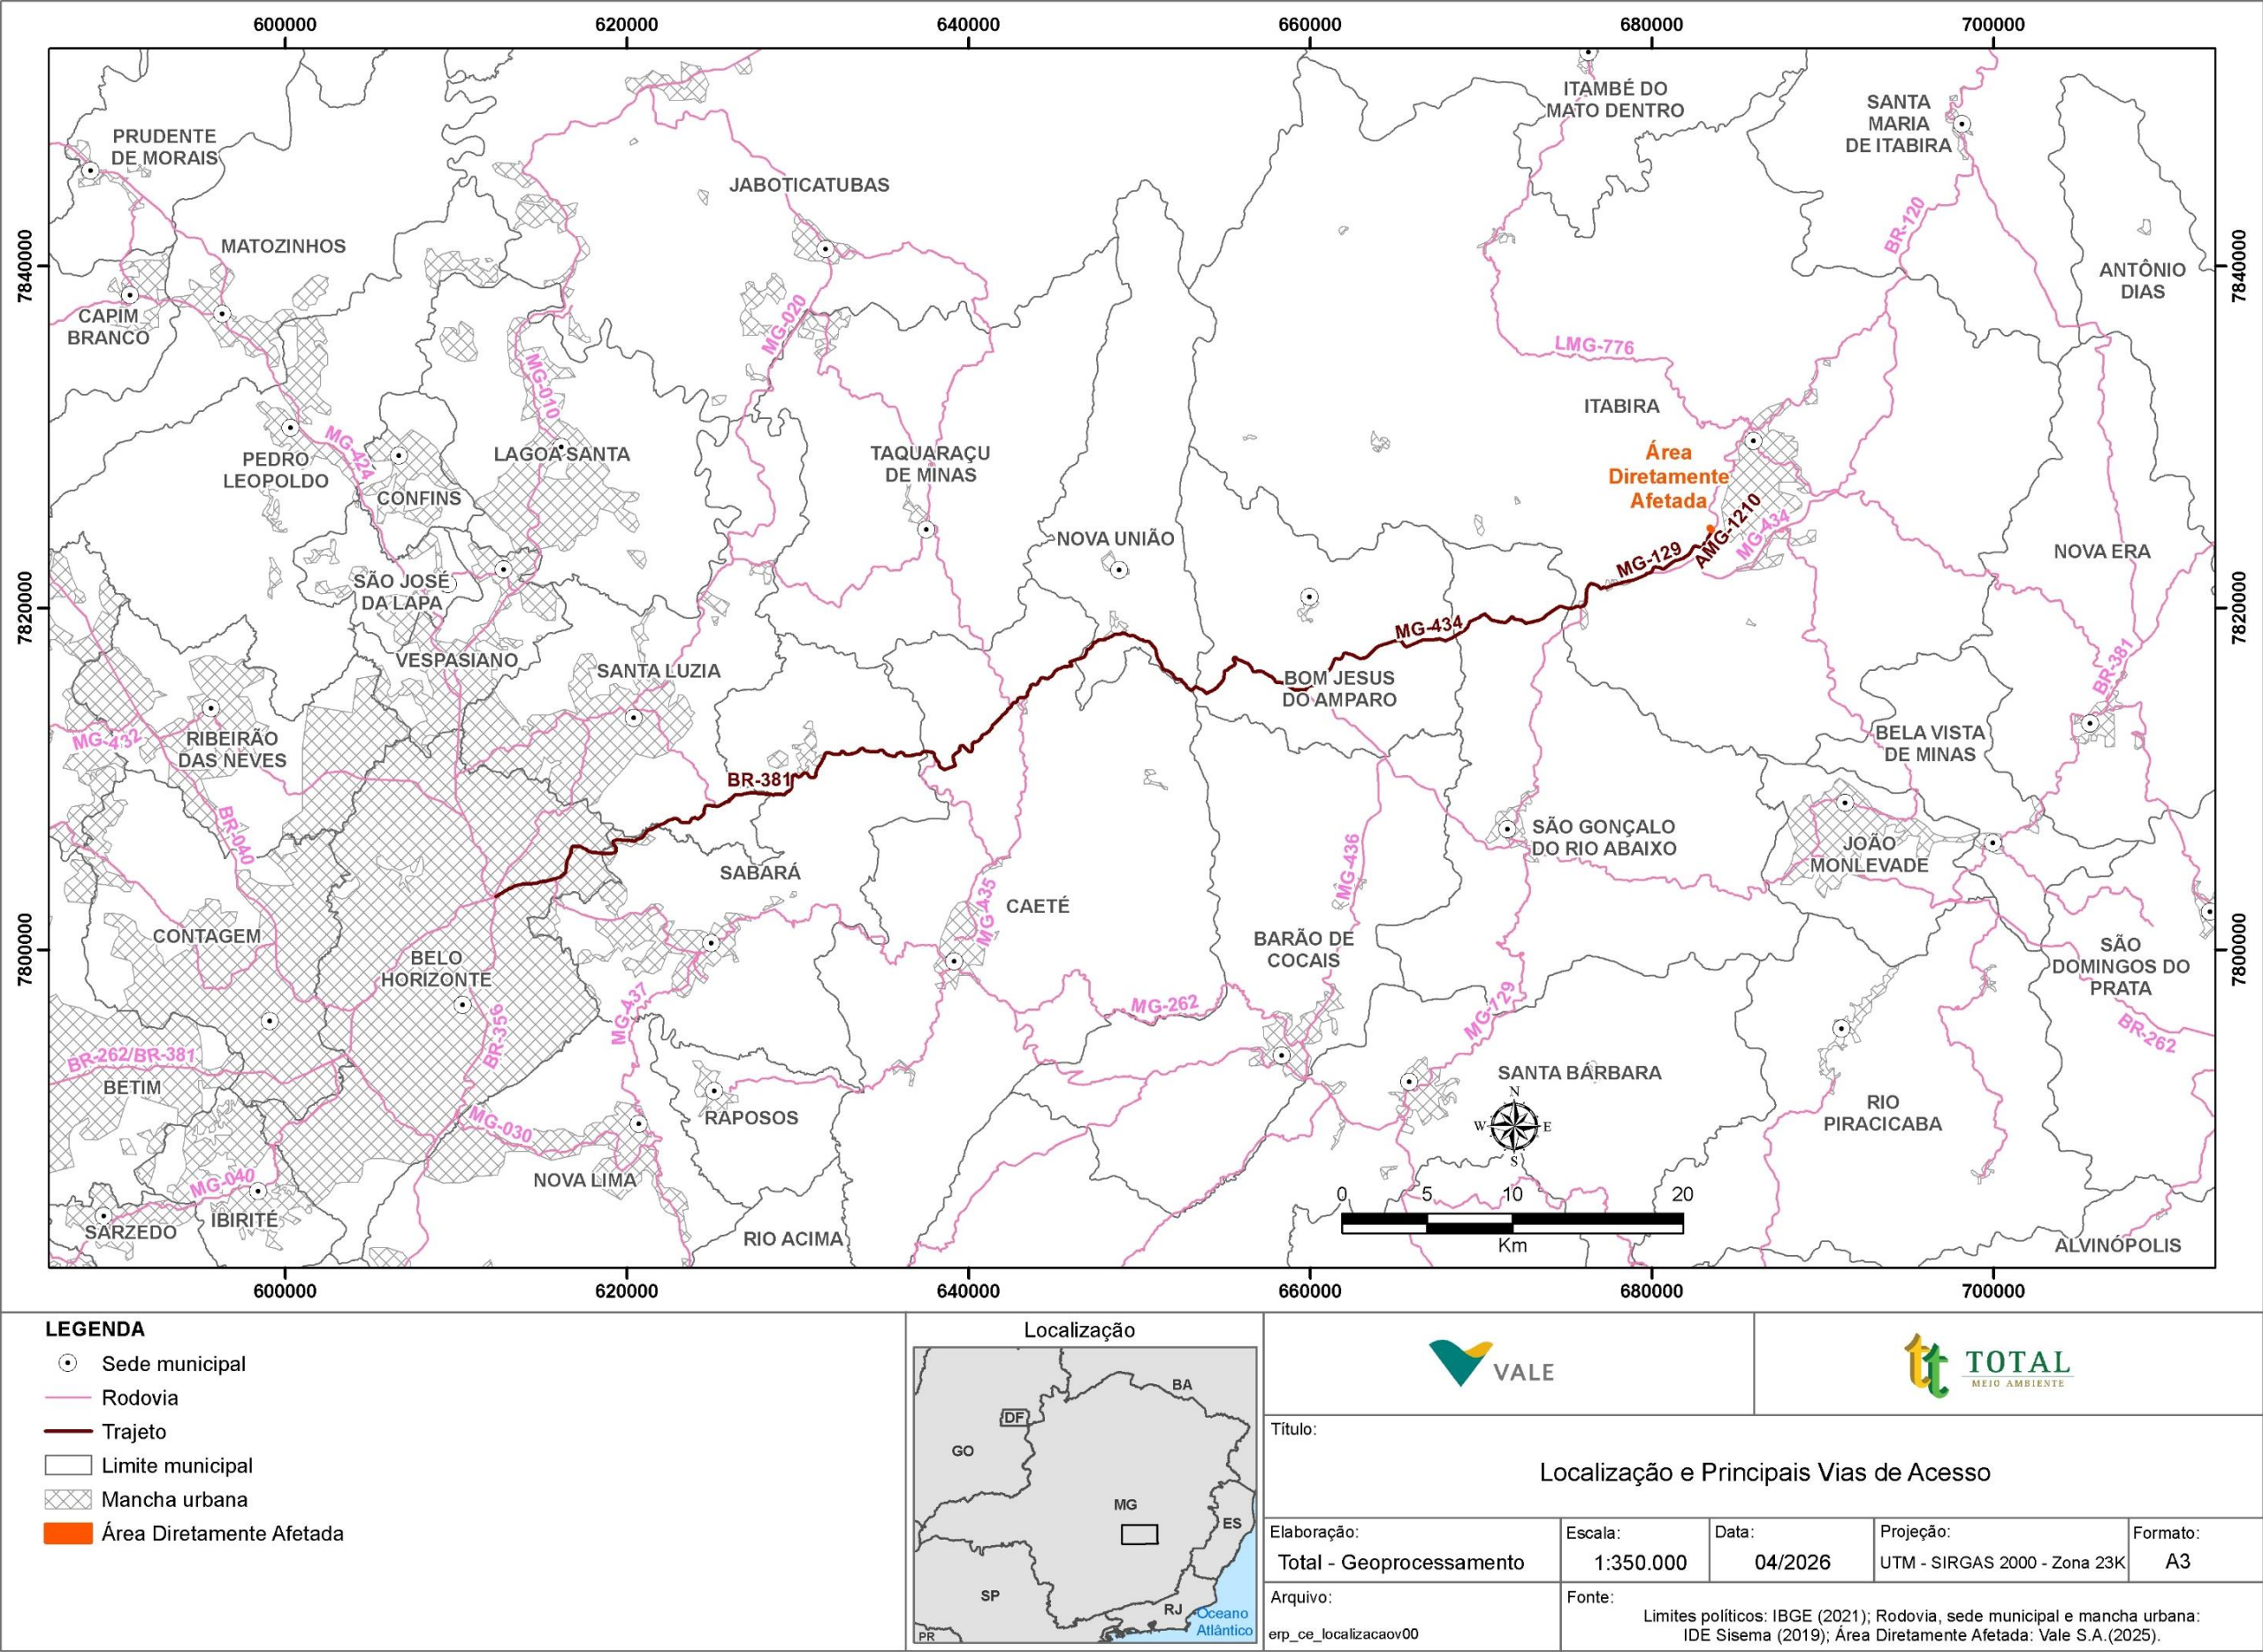 600000
620000
640000
660000
680000
700000
7840000
7820000
7800000
7840000
7820000
7800000
PRUDENTE
DE MORAIS
MATOZINHOS
CAPIM
BRANCO
JABOTICATUBAS
ITAMBÉ DO
MATO DENTRO
SANTA
MARIA
DE ITABIRA
BR-120
ANTÔNIO
DIAS
MG-020
MG-010
LMG-776
ITABIRA
MG-424
PEDRO
LEOPOLDO
CONFINS
LAGOA SANTA
TAQUARAÇU
DE MINAS
Área
Diretamente
Afetada
AMG-1210
MG-434
MG-129
NOVA UNIÃO
NOVA ERA
SÃO JOSÉ
DA LAPA
VESPASIANO
SANTA LUZIA
MG-434
BOM JESUS
DO AMPARO
BR-381
MG-432
RIBEIRÃO
DAS NEVES
BR-381
BELA VISTA
DE MINAS
BR-040
SABARÁ
MG-436
SÃO GONÇALO
DO RIO ABAIXO
JOÃO
MONLEVADE
CONTAGEM
BELO
HORIZONTE
MG-435
CAETÉ
BARÃO DE
COCAIS
SÃO
DOMINGOS DO
PRATA
MG-437
MG-262
MG-129
BR-262
BR-356
BR-262/BR-381
BETIM
SANTA BÁRBARA
RIO
PIRACICABA
MG-030
RAPOSOS
NOVA LIMA
MG-040
IBIRITÉ
SARZEDO
RIO ACIMA
ALVINÓPOLIS
N
W
E
S
0
5
10
20
Km
600000
620000
640000
660000
680000
700000
LEGENDA
Sede municipal
Rodovia
Trajeto
Limite municipal
Mancha urbana
Área Diretamente Afetada
Localização
BA
DF
GO
MG
ES
SP
RJ
PR
Oceano
Atlântico
VALE
tt TOTAL
MEIO AMBIENTE
Título:
Localização e Principais Vias de Acesso
Elaboração:
Total - Geoprocessamento
Escala:
1:350.000
Data:
04/2026
Projeção:
UTM - SIRGAS 2000 - Zona 23K
Formato:
A3
Arquivo:
erp_ce_localizacaov00
Fonte:
Limites políticos: IBGE (2021); Rodovia, sede municipal e mancha urbana:
IDE Sisema (2019); Área Diretamente Afetada: Vale S.A.(2025).